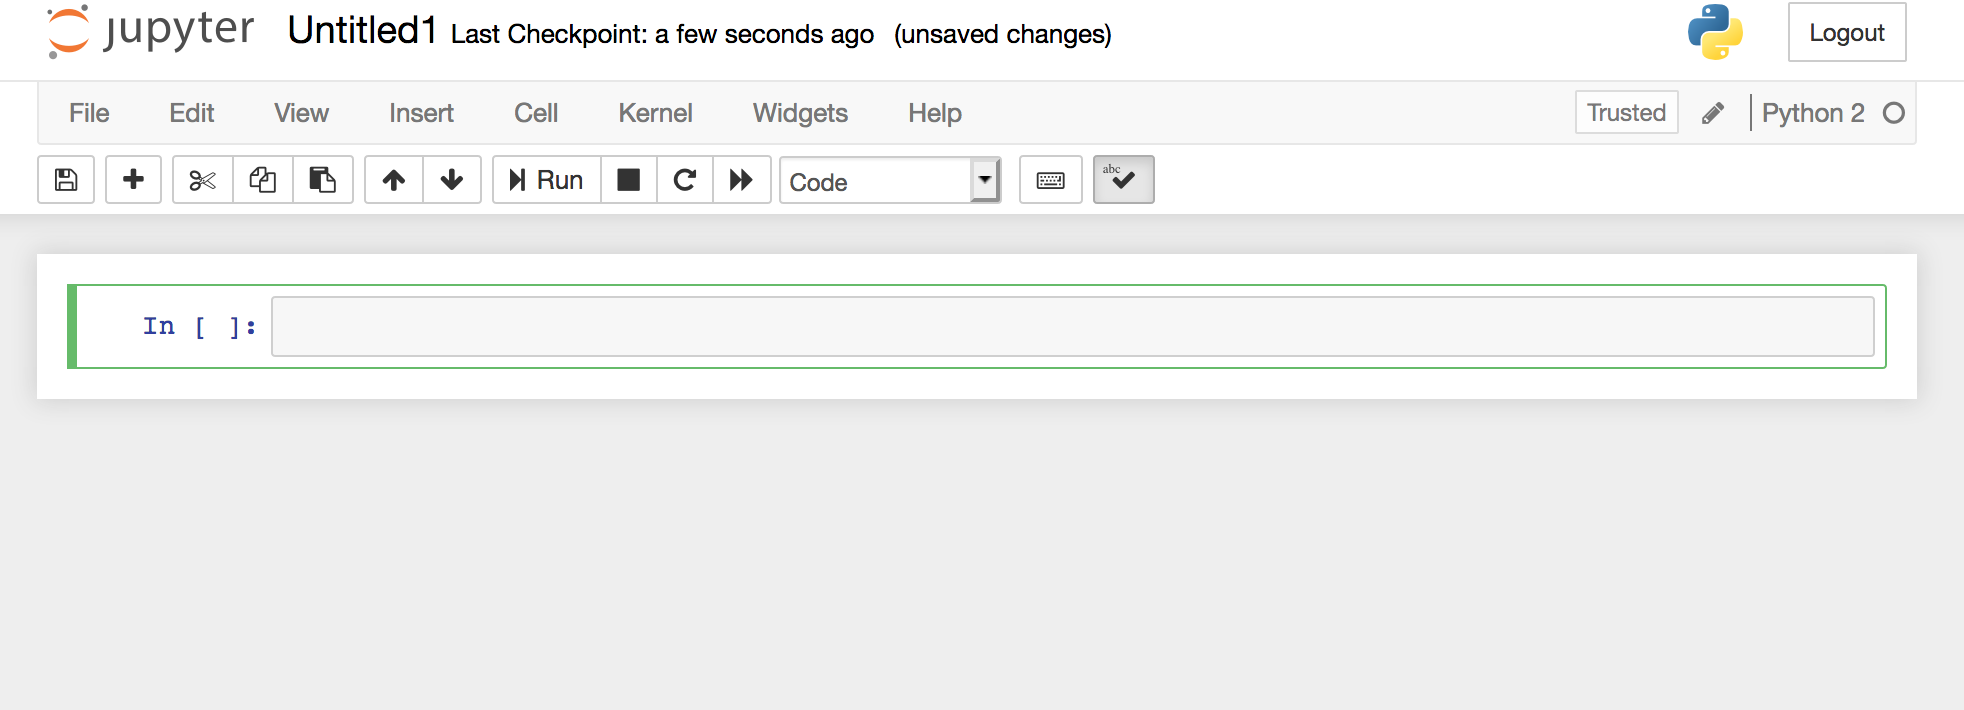 jupyter Untitled1 Last Checkpoint: a few seconds ago (unsaved changes) Logout
File Edit View Insert Cell Kernel Widgets Help Trusted Python 2
Run Code abc
In [ ]: